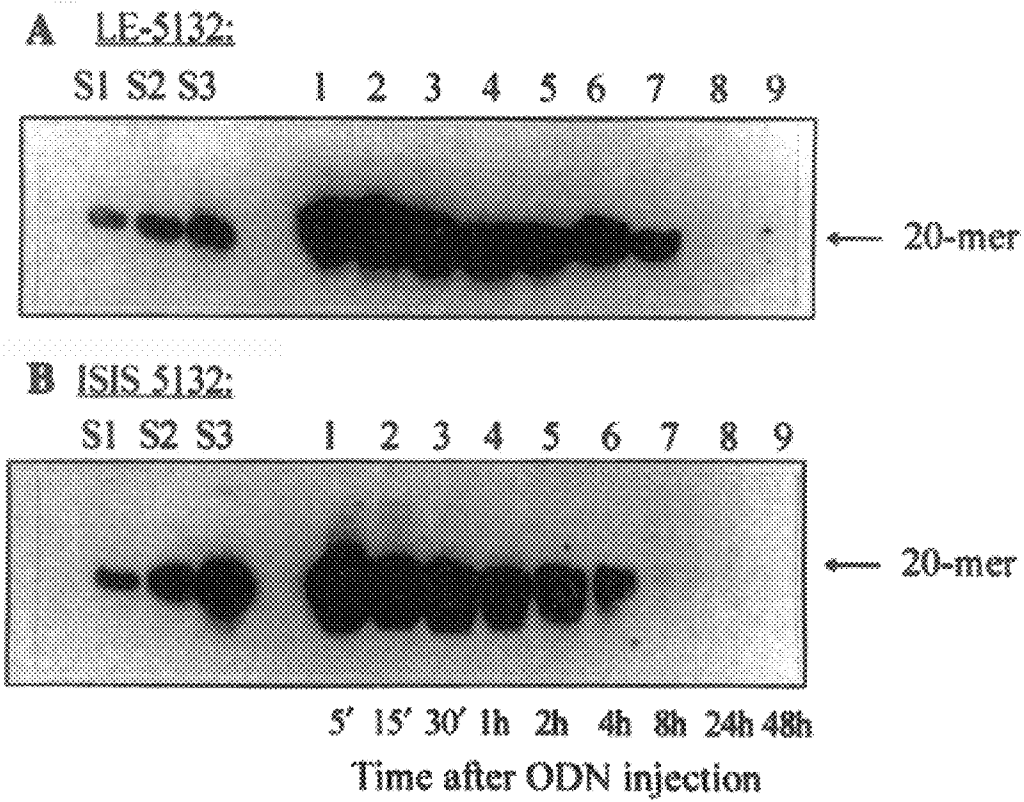 A LE-5132:
S1 S2 S3 1 2 3 4 5 6 7 8 9
20-mer
B ISIS 5132:
S1 S2 S3 1 2 3 4 5 6 7 8 9
20-mer
5′ 15′ 30′ 1h 2h 4h 8h 24h 48h
Time after ODN injection